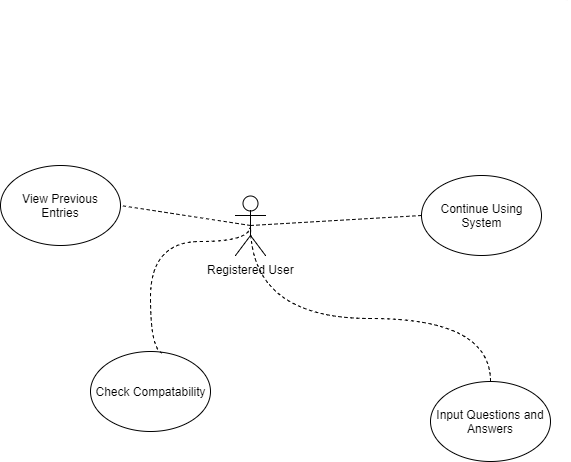 View Previous
Entries
Continue Using
System
Registered User
Check Compatability
Input Questions and
Answers